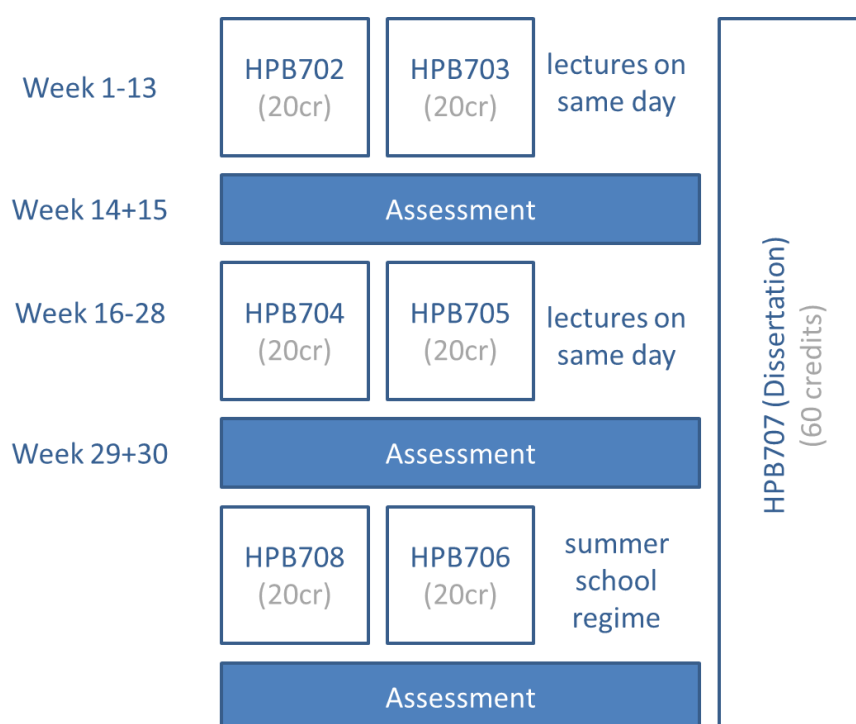 Week 1-13
HPB702
(20cr)
HPB703
(20cr)
lectures on
same day
Week 14+15
Assessment
Week 16-28
HPB704
(20cr)
HPB705
(20cr)
lectures on
same day
Week 29+30
Assessment
HPB708
(20cr)
HPB706
(20cr)
summer
school
regime
Assessment
HPB707 (Dissertation)
(60 credits)